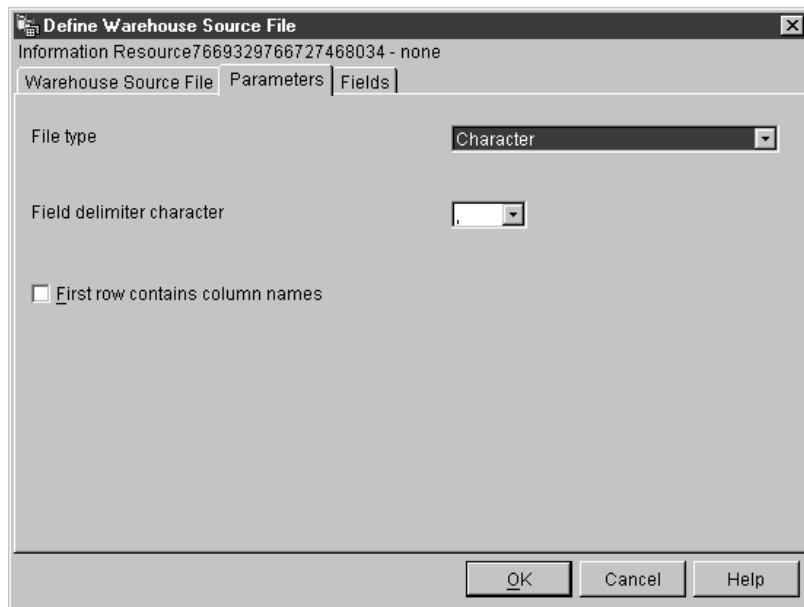 Define Warehouse Source File
Information Resource7669329766727468034 - none
Warehouse Source File Parameters Fields
File type Character
Field delimiter character ,
First row contains column names
OK Cancel Help